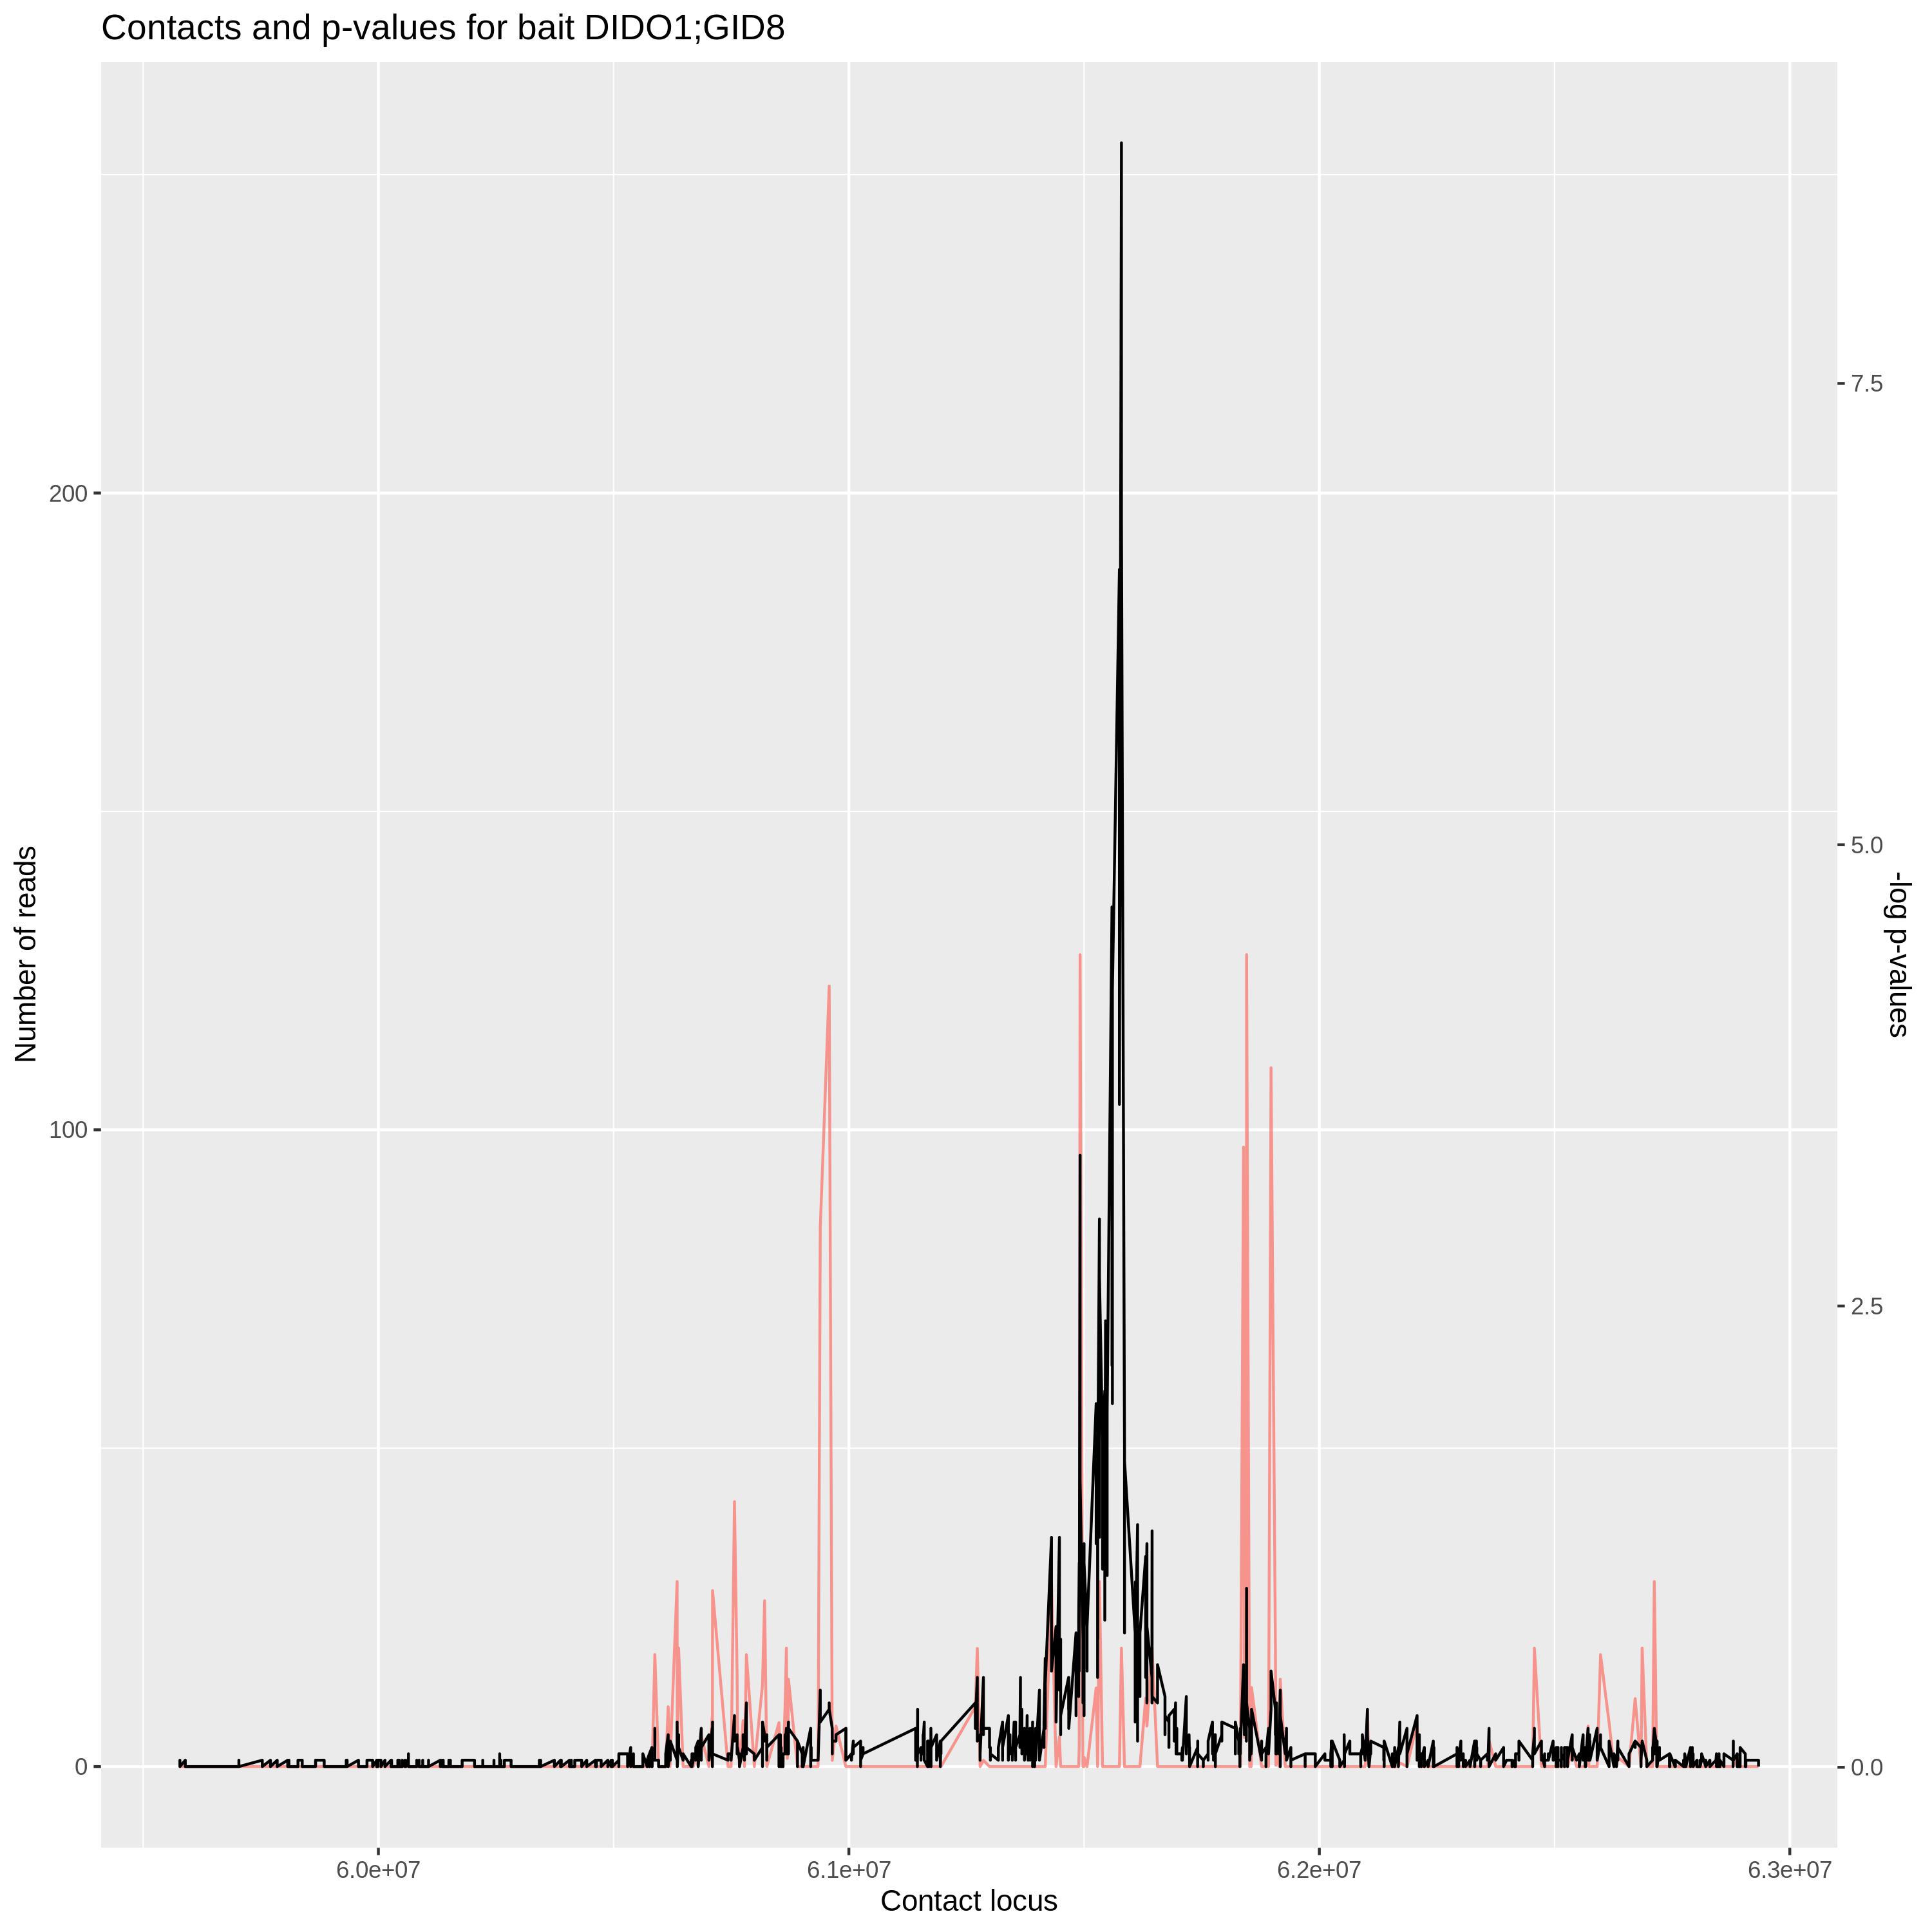 Contacts and p-values for bait DIDO1;GID8
Number of reads
200
100
0
7.5
5.0
2.5
0.0
-log p-values
6.0e+07
6.1e+07
6.2e+07
6.3e+07
Contact locus